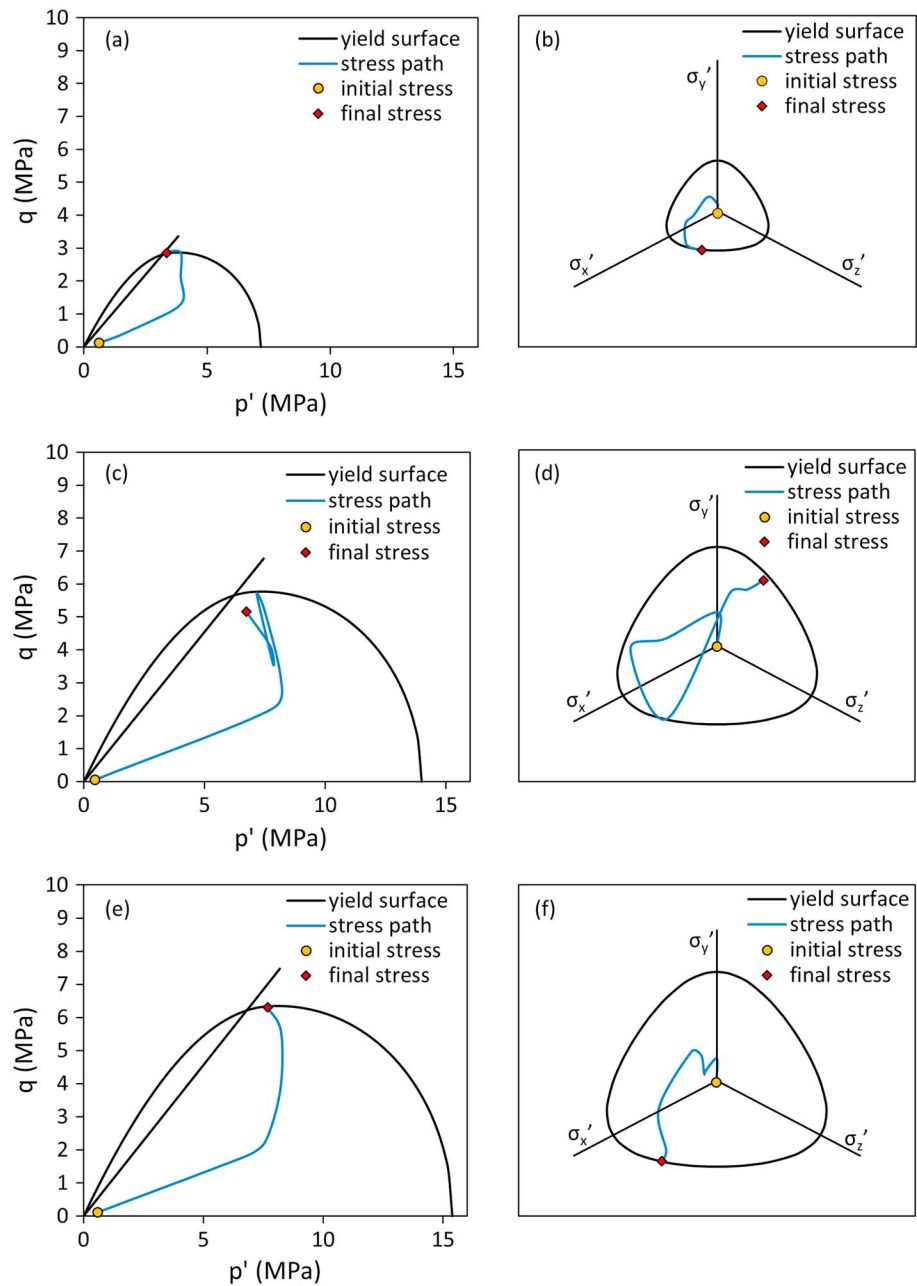 (a)
yield surface
stress path
initial stress
final stress
10
9
8
7
6
5
4
3
2
1
0
q (MPa)
0 5 10 15
p' (MPa)
(b)
yield surface
stress path
initial stress
final stress
σy’
σx’
σz’
(c)
yield surface
stress path
initial stress
final stress
10
9
8
7
6
5
4
3
2
1
0
q (MPa)
0 5 10 15
p' (MPa)
(d)
yield surface
stress path
initial stress
final stress
σy’
σx’
σz’
(e)
yield surface
stress path
initial stress
final stress
10
9
8
7
6
5
4
3
2
1
0
q (MPa)
0 5 10 15
p' (MPa)
(f)
yield surface
stress path
initial stress
final stress
σy’
σx’
σz’